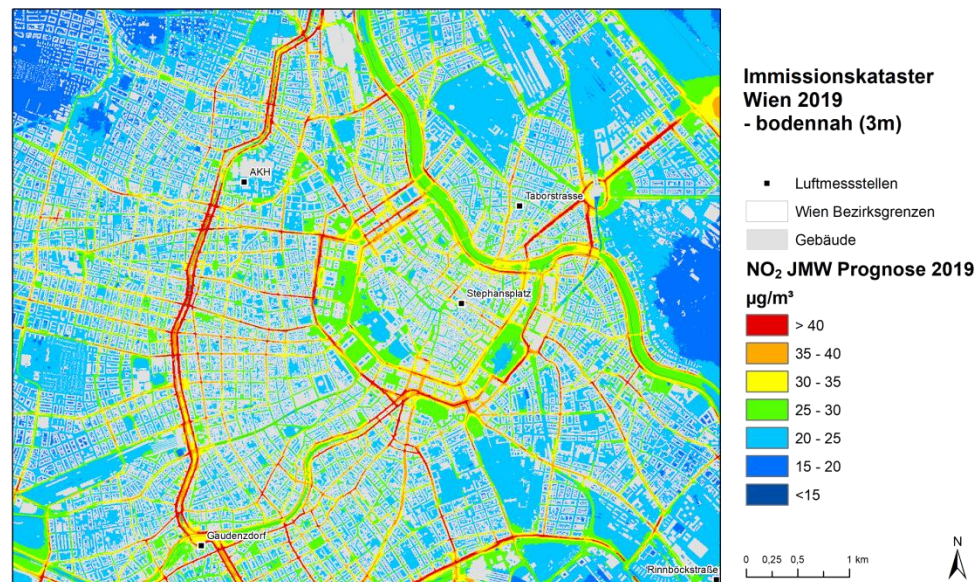 AKH
Taborstrasse
Stephansplatz
Gaudenzdorf
Rinnböckstraße
Immissionskataster
Wien 2019
- bodennah (3m)
Luftmessstellen
Wien Bezirksgrenzen
Gebäude
NO₂ JMW Prognose 2019
µg/m³
> 40
35 - 40
30 - 35
25 - 30
20 - 25
15 - 20
<15
0 0,25 0,5 1 km
N